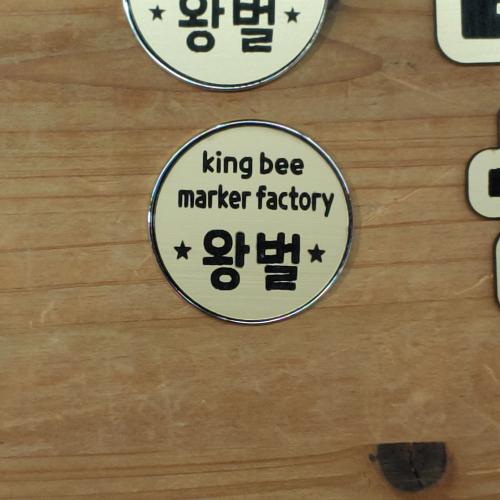 ★왕벌★
king bee
marker factory
★왕벌★